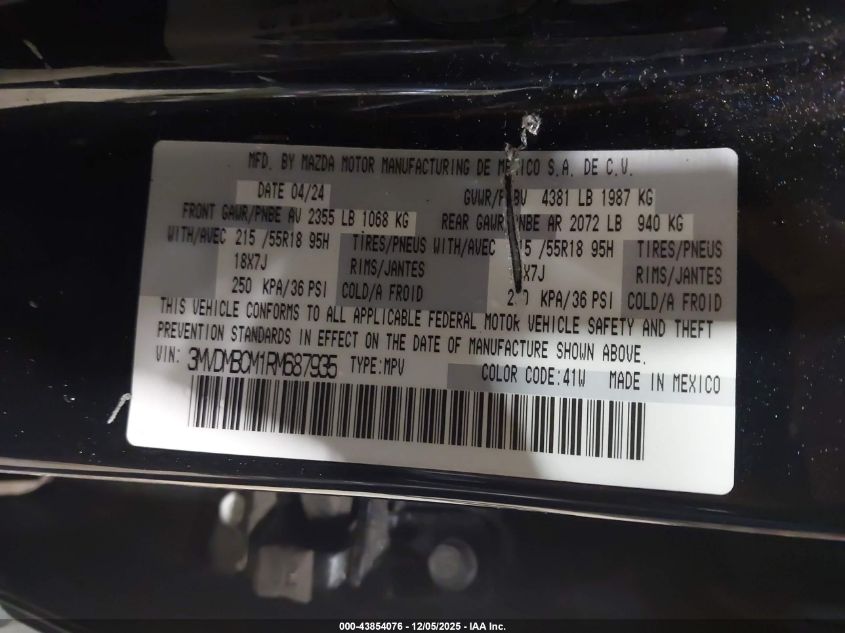 MFD. BY MAZDA MOTOR MANUFACTURING DE MEXICO S.A. DE C.V.
DATE 04/24 GVWR/PNBV 4381 LB 1987 KG
FRONT GAWR/PNBE AV 2355 LB 1068 KG REAR GAWR/PNBE AR 2072 LB 940 KG
WITH/AVEC 215 /55R18 95H TIRES/PNEUS WITH/AVEC 215 /55R18 95H TIRES/PNEUS
18X7J RIMS/JANTES 18X7J RIMS/JANTES
250 KPA/36 PSI COLD/A FROID 250 KPA/36 PSI COLD/A FROID
THIS VEHICLE CONFORMS TO ALL APPLICABLE FEDERAL MOTOR VEHICLE SAFETY AND THEFT
PREVENTION STANDARDS IN EFFECT ON THE DATE OF MANUFACTURE SHOWN ABOVE.
VIN: 3MVDMBCM1RM687935 TYPE:MPV
COLOR CODE:41W MADE IN MEXICO
000-43854076 - 12/05/2025 - IAA Inc.